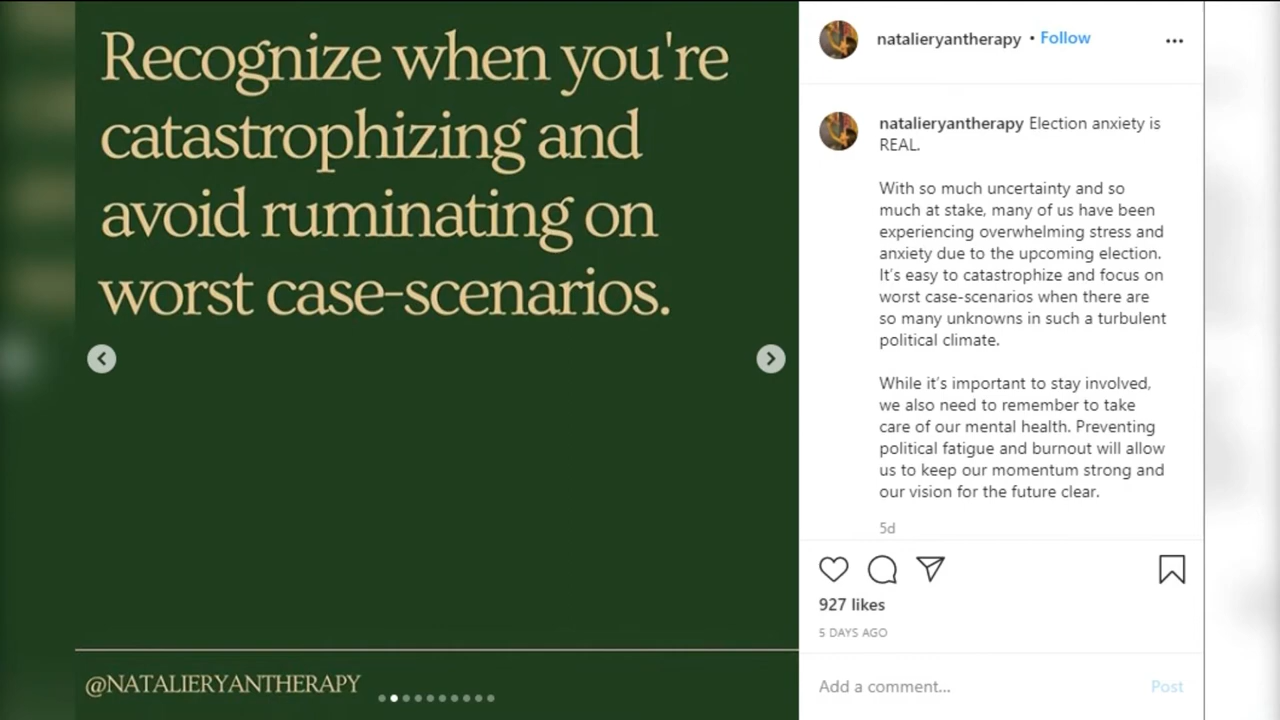 Recognize when you're
catastrophizing and
avoid ruminating on
worst case-scenarios.
@NATALIERYANTHERAPY
natalieryantherapy • Follow
natalieryantherapy Election anxiety is
REAL.
With so much uncertainty and so
much at stake, many of us have been
experiencing overwhelming stress and
anxiety due to the upcoming election.
It’s easy to catastrophize and focus on
worst case-scenarios when there are
so many unknowns in such a turbulent
political climate.
While it’s important to stay involved,
we also need to remember to take
care of our mental health. Preventing
political fatigue and burnout will allow
us to keep our momentum strong and
our vision for the future clear.
5d
927 likes
5 DAYS AGO
Add a comment... Post